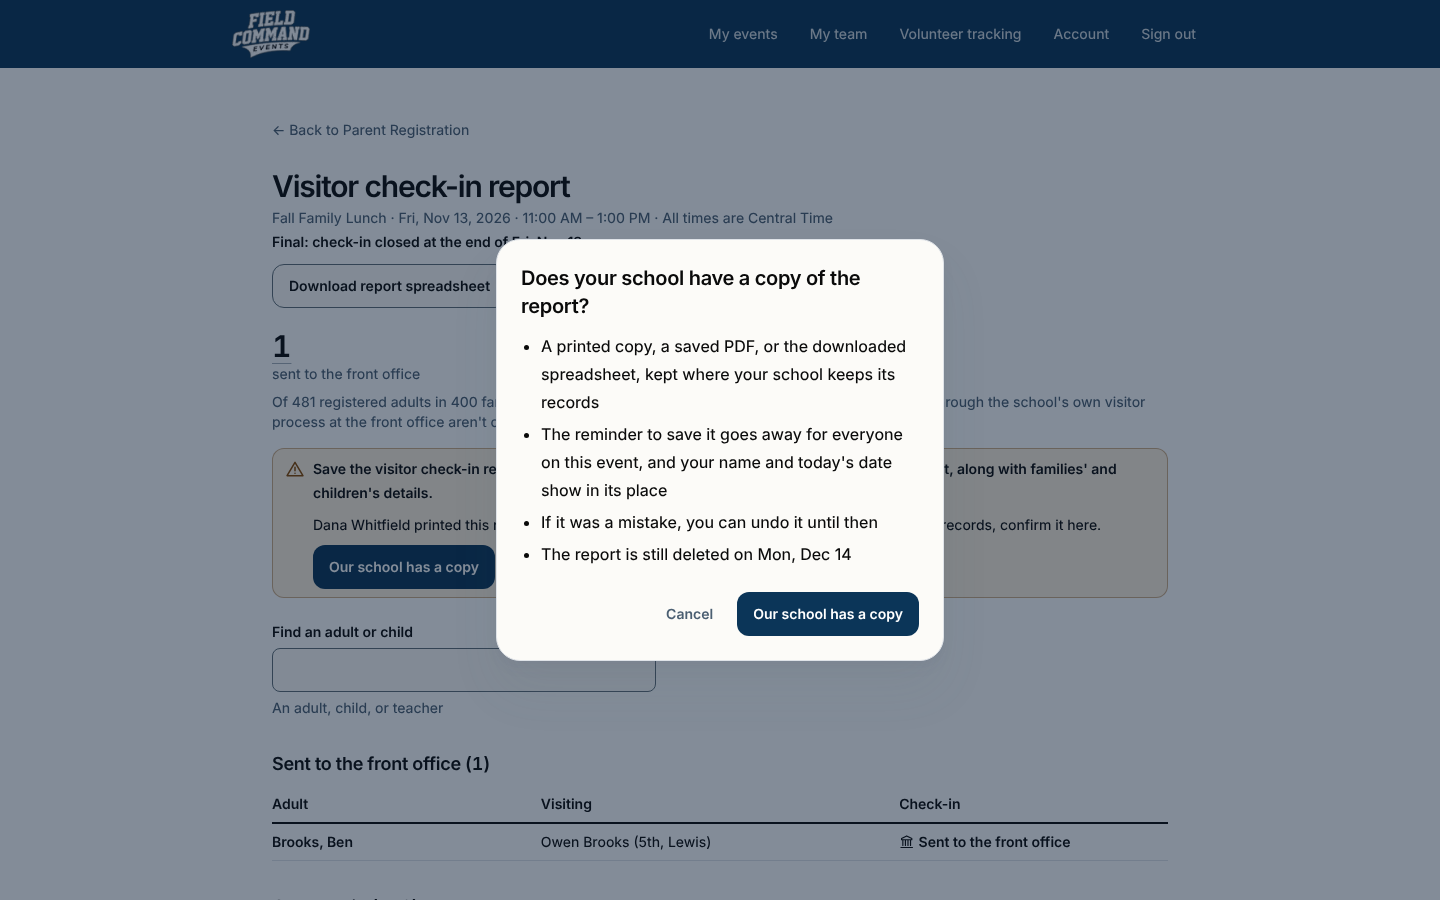 FIELD
COMMAND
EVENTS
My events
My team
Volunteer tracking
Account
Sign out
← Back to Parent Registration
Visitor check-in report
Fall Family Lunch · Fri, Nov 13, 2026 · 11:00 AM – 1:00 PM · All times are Central Time
Final: check-in closed at the end of
Download report spreadsheet
1
sent to the front office
Of 481 registered adults in 400
rough the school's own visitor
process at the front office aren't
Save the visitor check-in
t, along with families' and
children's details.
Dana Whitfield printed this
records, confirm it here.
Our school has a copy
Does your school have a copy of the
report?
• A printed copy, a saved PDF, or the downloaded
spreadsheet, kept where your school keeps its
records
• The reminder to save it goes away for everyone
on this event, and your name and today's date
show in its place
• If it was a mistake, you can undo it until then
• The report is still deleted on Mon, Dec 14
Cancel
Our school has a copy
Find an adult or child
An adult, child, or teacher
Sent to the front office (1)
Adult
Visiting
Check-in
Brooks, Ben
Owen Brooks (5th, Lewis)
Sent to the front office